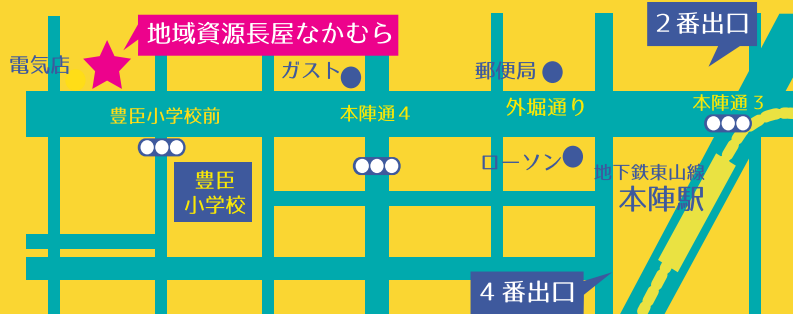 地域資源長屋なかむら
2番出口
電気店
ガスト
郵便局
豊臣小学校前
本陣通4
外堀通り
本陣通3
豊臣
小学校
ローソン
地下鉄東山線
本陣駅
4番出口